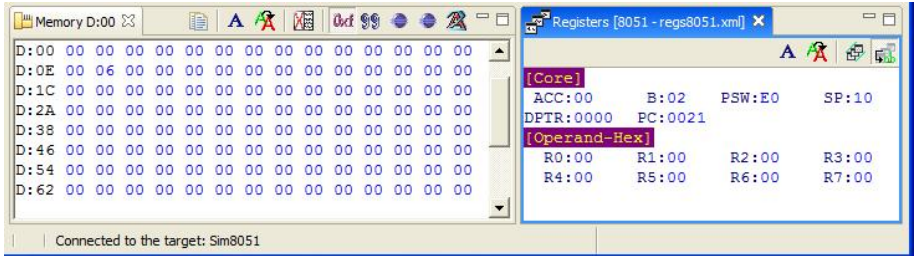 Memory D:00
D:00 00 00 00 00 00 00 00 00 00 00 00 00 00 00
D:0E 00 06 00 00 00 00 00 00 00 00 00 00 00 00
D:1C 00 00 00 00 00 00 00 00 00 00 00 00 00 00
D:2A 00 00 00 00 00 00 00 00 00 00 00 00 00 00
D:38 00 00 00 00 00 00 00 00 00 00 00 00 00 00
D:46 00 00 00 00 00 00 00 00 00 00 00 00 00 00
D:54 00 00 00 00 00 00 00 00 00 00 00 00 00 00
D:62 00 00 00 00 00 00 00 00 00 00 00 00 00 00
Registers [8051 - regs8051.xml]
[Core]
ACC:00 B:02 PSW:E0 SP:10
DPTR:0000 PC:0021
[Operand-Hex]
R0:00 R1:00 R2:00 R3:00
R4:00 R5:00 R6:00 R7:00
Connected to the target: Sim8051